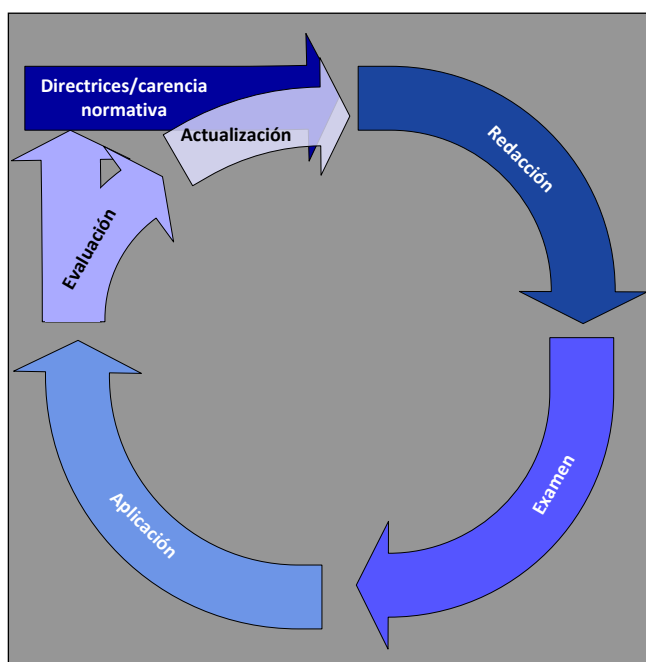 Directrices/carencia
normativa
Actualización
Redacción
Evaluación
Examen
Aplicación